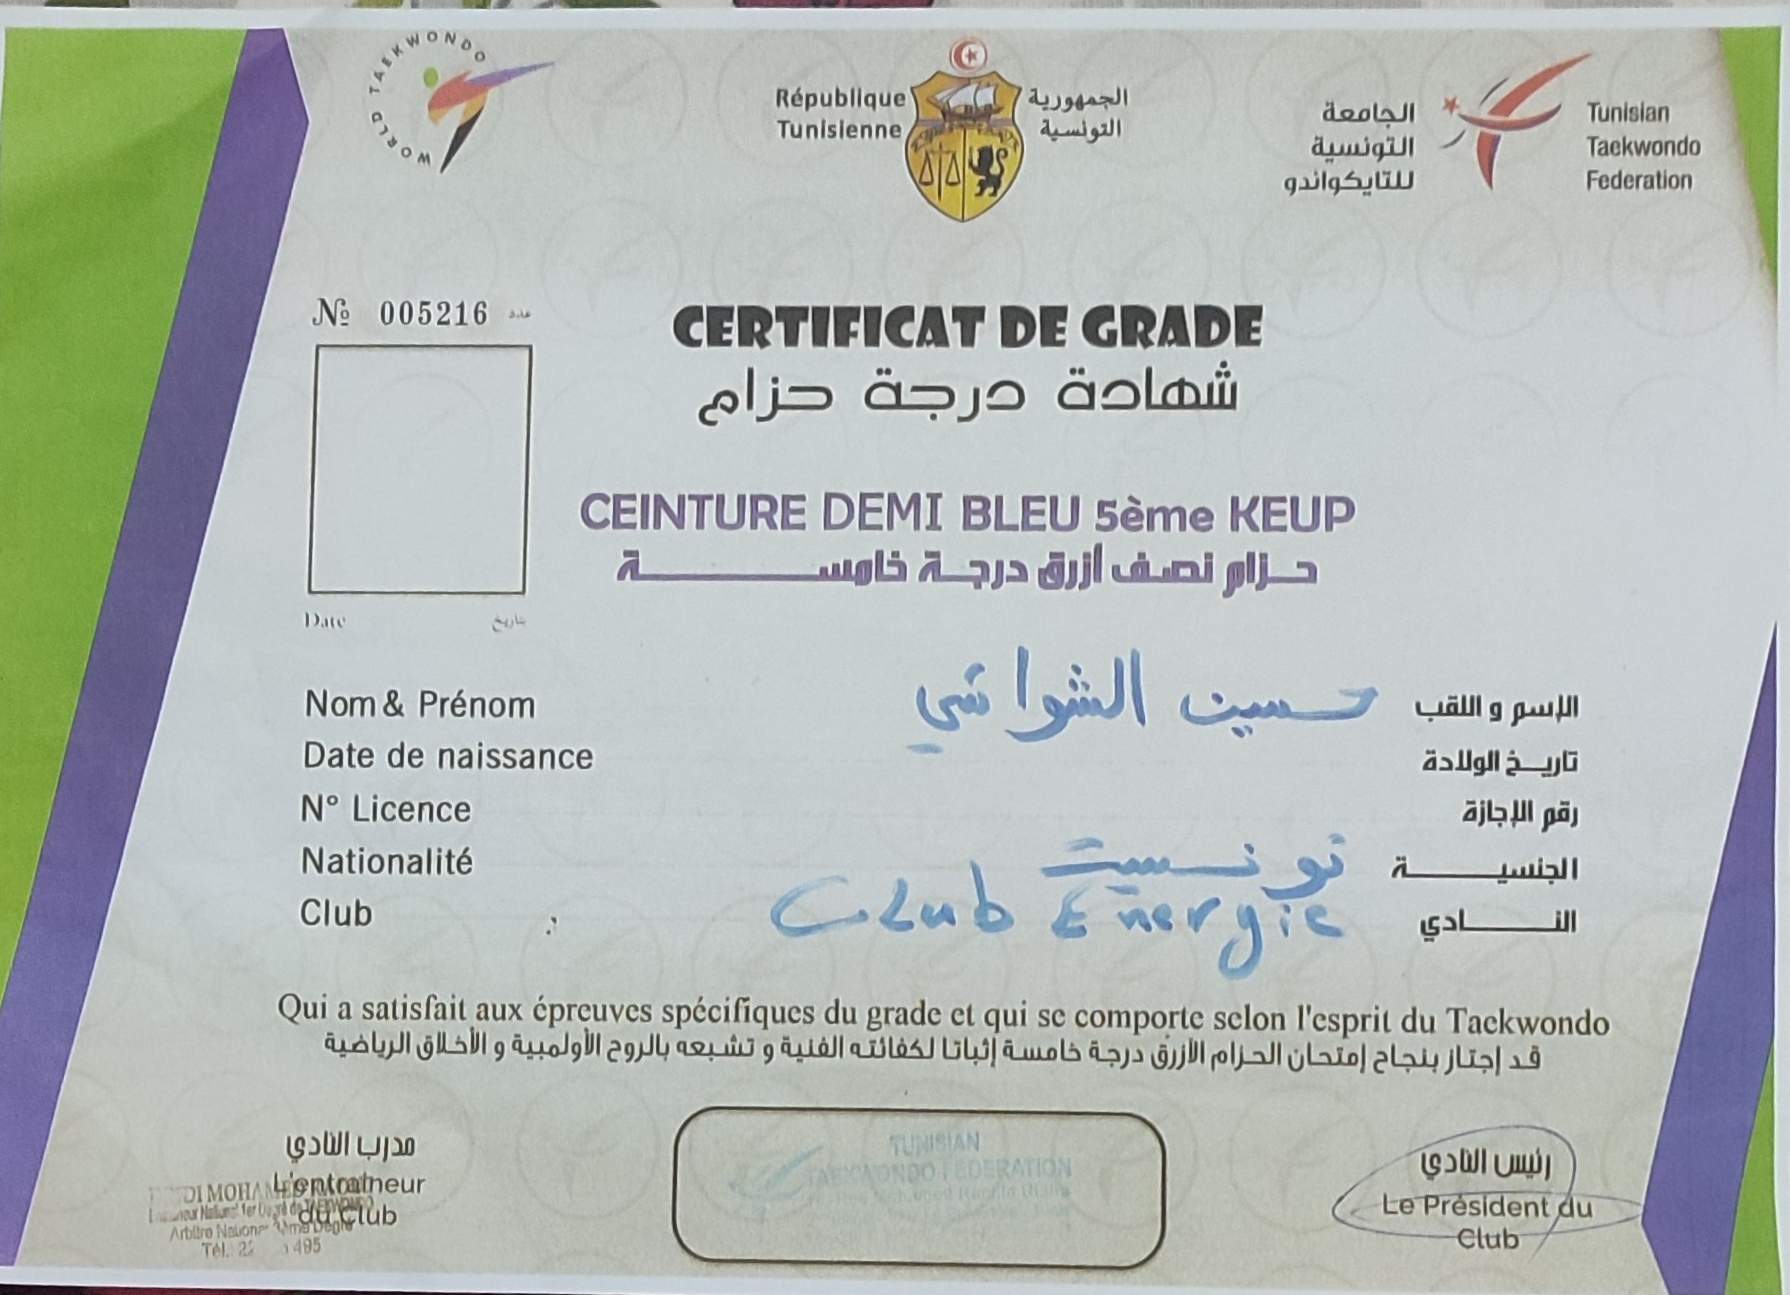 WORLD TAEKWONDO
République
Tunisienne
الجمهورية
التونسية
الجامعة
التونسية
للتايكواندو
Tunisian
Taekwondo
Federation
№ 005216 عدد
CERTIFICAT DE GRADE
شهادة درجة حزام
CEINTURE DEMI BLEU 5ème KEUP
حزام نصف أزرق درجة خامسة
Date تاريخ
Nom & Prénom حسين الشواشي الإسم و اللقب
Date de naissance تاريخ الولادة
N° Licence رقم الإجازة
Nationalité تونسية الجنسية
Club : Club Energie النادي
Qui a satisfait aux épreuves spécifiques du grade et qui se comporte selon l'esprit du Taekwondo
قد إجتاز بنجاح إمتحان الحزام الأزرق درجة خامسة إثباتا لكفائته الفنية و تشبعه بالروح الأولمبية و الأخلاق الرياضية
مدرب النادي
L'entraineur
du Club
Tél.
495
TUNISIAN
TAEKWONDO FEDERATION
رئيس النادي
Le Président du
Club